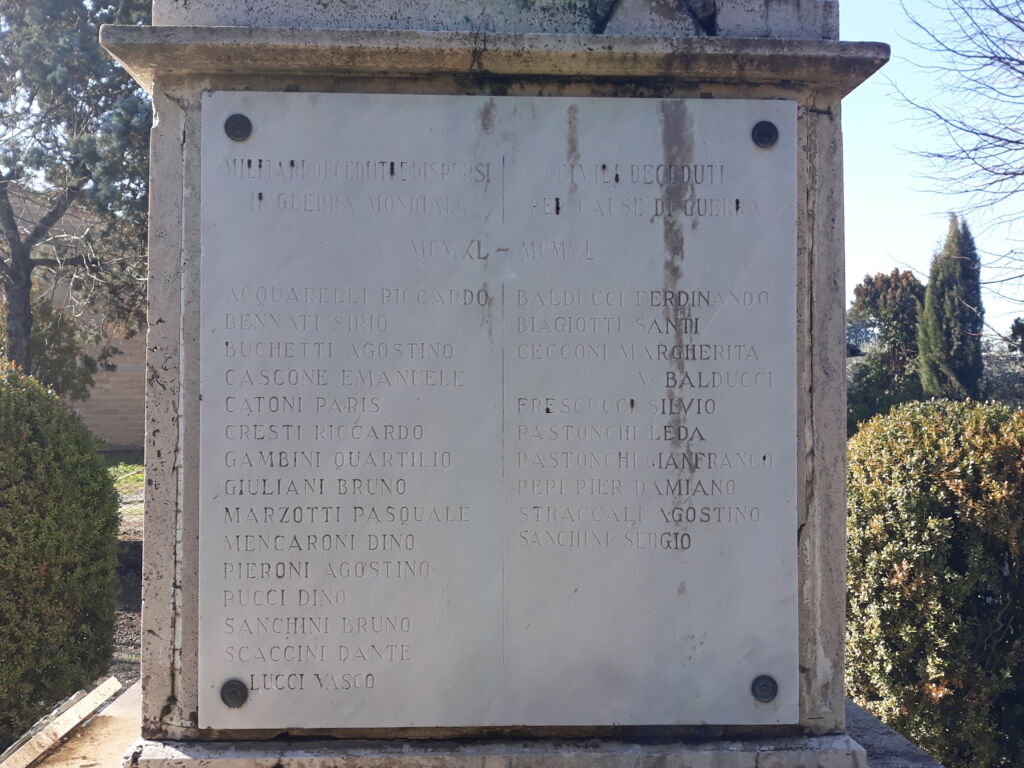 MILITARI DECEDUTI E DISPERSI
II GUERRA MONDIALE
CIVILI DECEDUTI
PER CAUSE DI GUERRA
MCMXL - MCMVL
ACQUARELLI RICCARDO
BENNATI SIRIO
BUCHETTI AGOSTINO
CASCONE EMANUELE
CATONI PARIS
CRESTI RICCARDO
GAMBINI QUARTILIO
GIULIANI BRUNO
MARZOTTI PASQUALE
MENCARONI DINO
PIERONI AGOSTINO
PUCCI DINO
SANCHINI BRUNO
SCACCINI DANTE
LUCCI VASCO
BALDUCCI FERDINANDO
BIAGIOTTI SANTI
CECCONI MARGHERITA
V. BALDUCCI
FRESCUCCI SILVIO
PASTONCHI LEDA
PASTONCHI GIANFRANCO
PEPI PIER DAMIANO
STRACCALI AGOSTINO
SANCHINI SERGIO